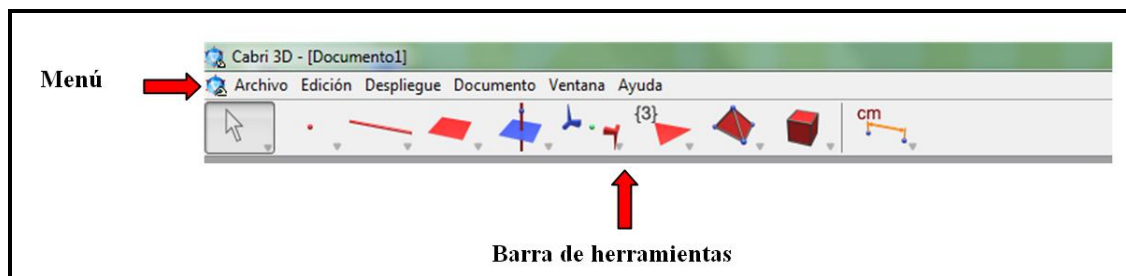 Cabri 3D - [Documento1]
Menú
Archivo Edición Despliegue Documento Ventana Ayuda
{3}
cm
Barra de herramientas